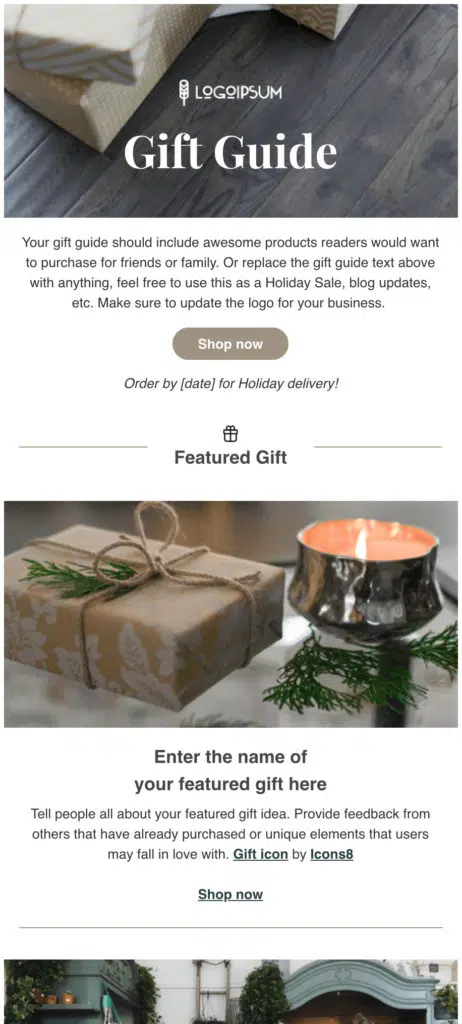 LOGOIPSUM
Gift Guide
Your gift guide should include awesome products readers would want
to purchase for friends or family. Or replace the gift guide text above
with anything, feel free to use this as a Holiday Sale, blog updates,
etc. Make sure to update the logo for your business.
Shop now
Order by [date] for Holiday delivery!
Featured Gift
Enter the name of
your featured gift here
Tell people all about your featured gift idea. Provide feedback from
others that have already purchased or unique elements that users
may fall in love with. Gift icon by Icons8
Shop now